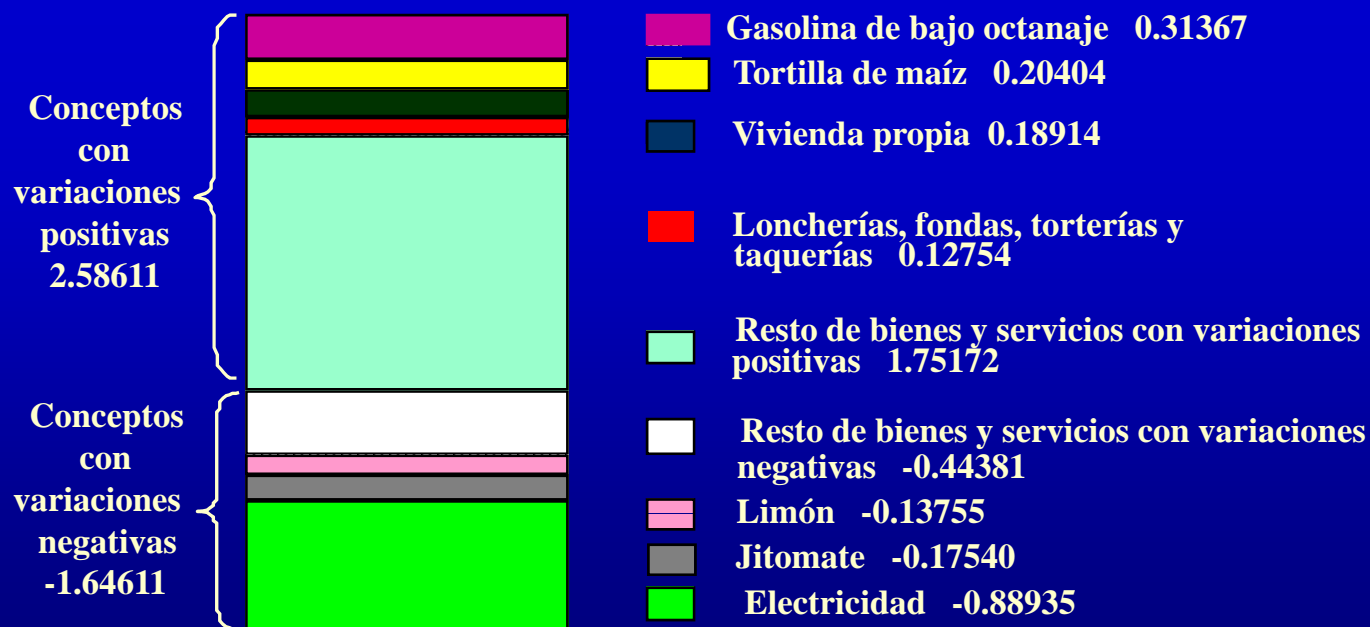 Conceptos
con
variaciones
positivas
2.58611
Conceptos
con
variaciones
negativas
-1.64611
Gasolina de bajo octanaje 0.31367
Tortilla de maíz 0.20404
Vivienda propia 0.18914
Loncherías, fondas, torterías y
taquerías 0.12754
Resto de bienes y servicios con variaciones
positivas 1.75172
Resto de bienes y servicios con variaciones
negativas -0.44381
Limón -0.13755
Jitomate -0.17540
Electricidad -0.88935